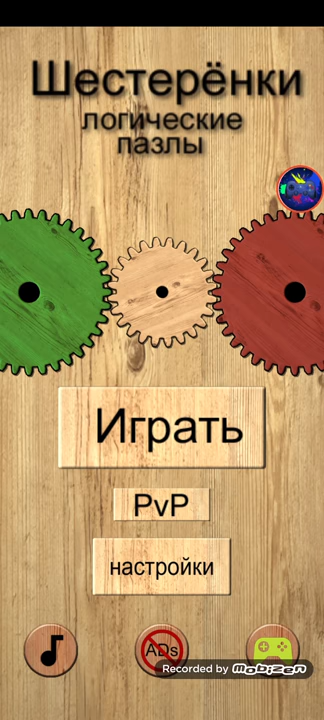 Шестерёнки
логические
пазлы
Играть
PvP
настройки
ADs
Recorded by mobizen